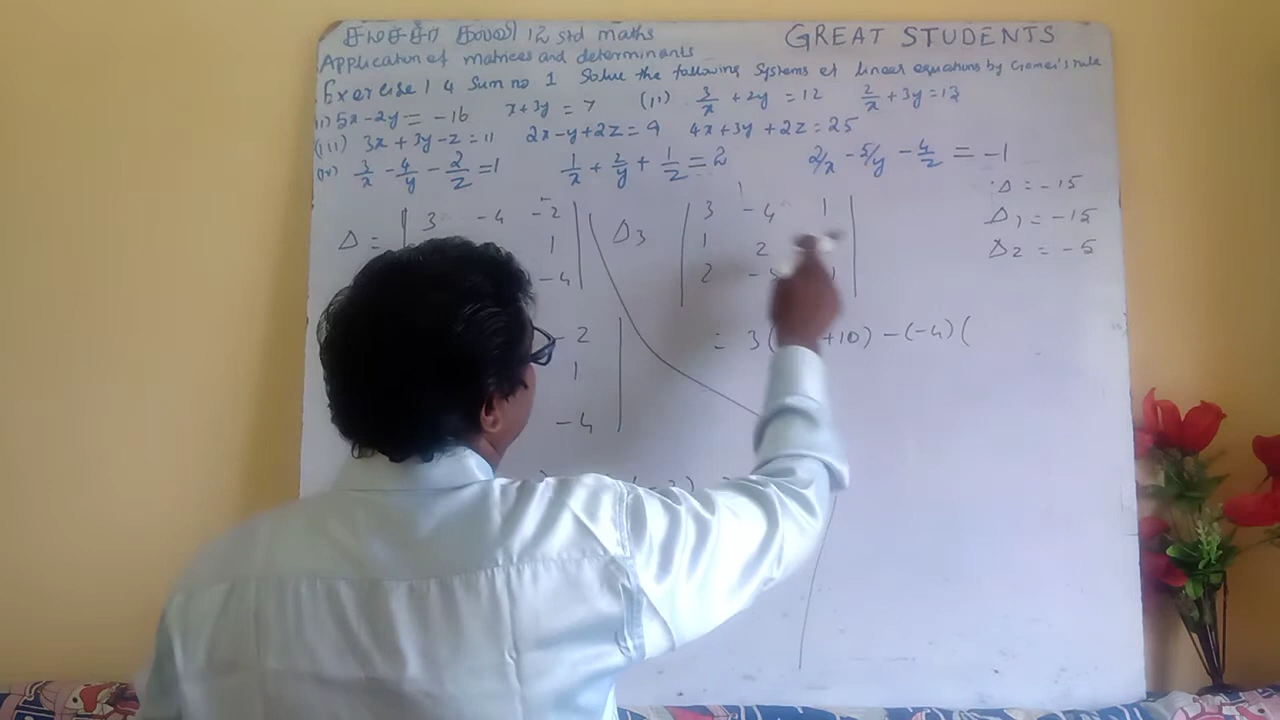 சமச்சீர் கல்வி 12 std maths GREAT STUDENTS
Application of matrices and determinants
Exercise 1 4 Sum no 1 Solve the following systems of linear equations by Cramer's rule
(i) 5x-2y = -16 x+3y = 7 (ii) 3/x + 2y = 12 2/x + 3y = 13
(iii) 3x+3y-z = 11 2x-y+2z = 9 4x+3y+2z = 25
(iv) 3/x - 4/y - 2/z = 1 1/x + 2/y + 1/z = 2 2/x - 5/y - 4/z = -1
Δ = | 3 -4 -2 |
1 |
-4 |
Δ3 | 3 -4 1 |
| 1 2
| 2
Δ = -15
Δ1 = -15
Δ2 = -5
- 2 |
1 |
-4 |
= 3( +10) -(-4)(